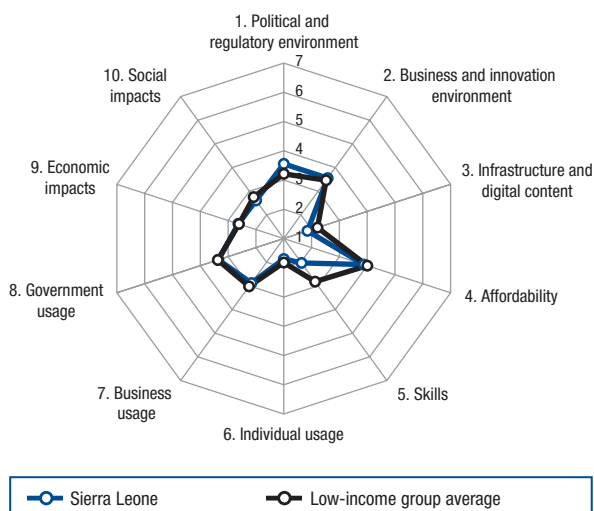 1. Political and
regulatory environment
2. Business and innovation
environment
3. Infrastructure and
digital content
4. Affordability
5. Skills
6. Individual usage
7. Business
usage
8. Government
usage
9. Economic
impacts
10. Social
impacts
7
6
5
4
3
2
1
Sierra Leone
Low-income group average